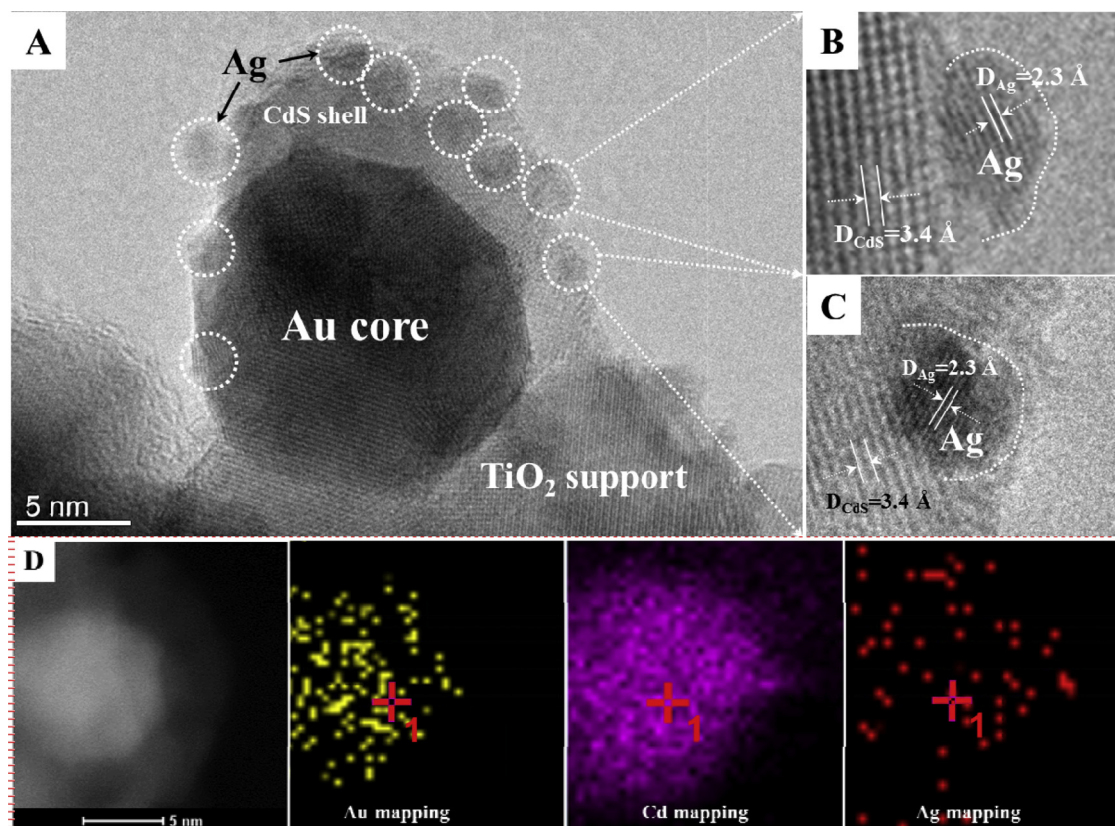 A
Ag
CdS shell
Au core
TiO₂ support
5 nm
B
D_Ag=2.3 Å
Ag
D_CdS=3.4 Å
C
D_Ag=2.3 Å
Ag
D_CdS=3.4 Å
D
5 nm
1
Au mapping
1
Cd mapping
1
Ag mapping